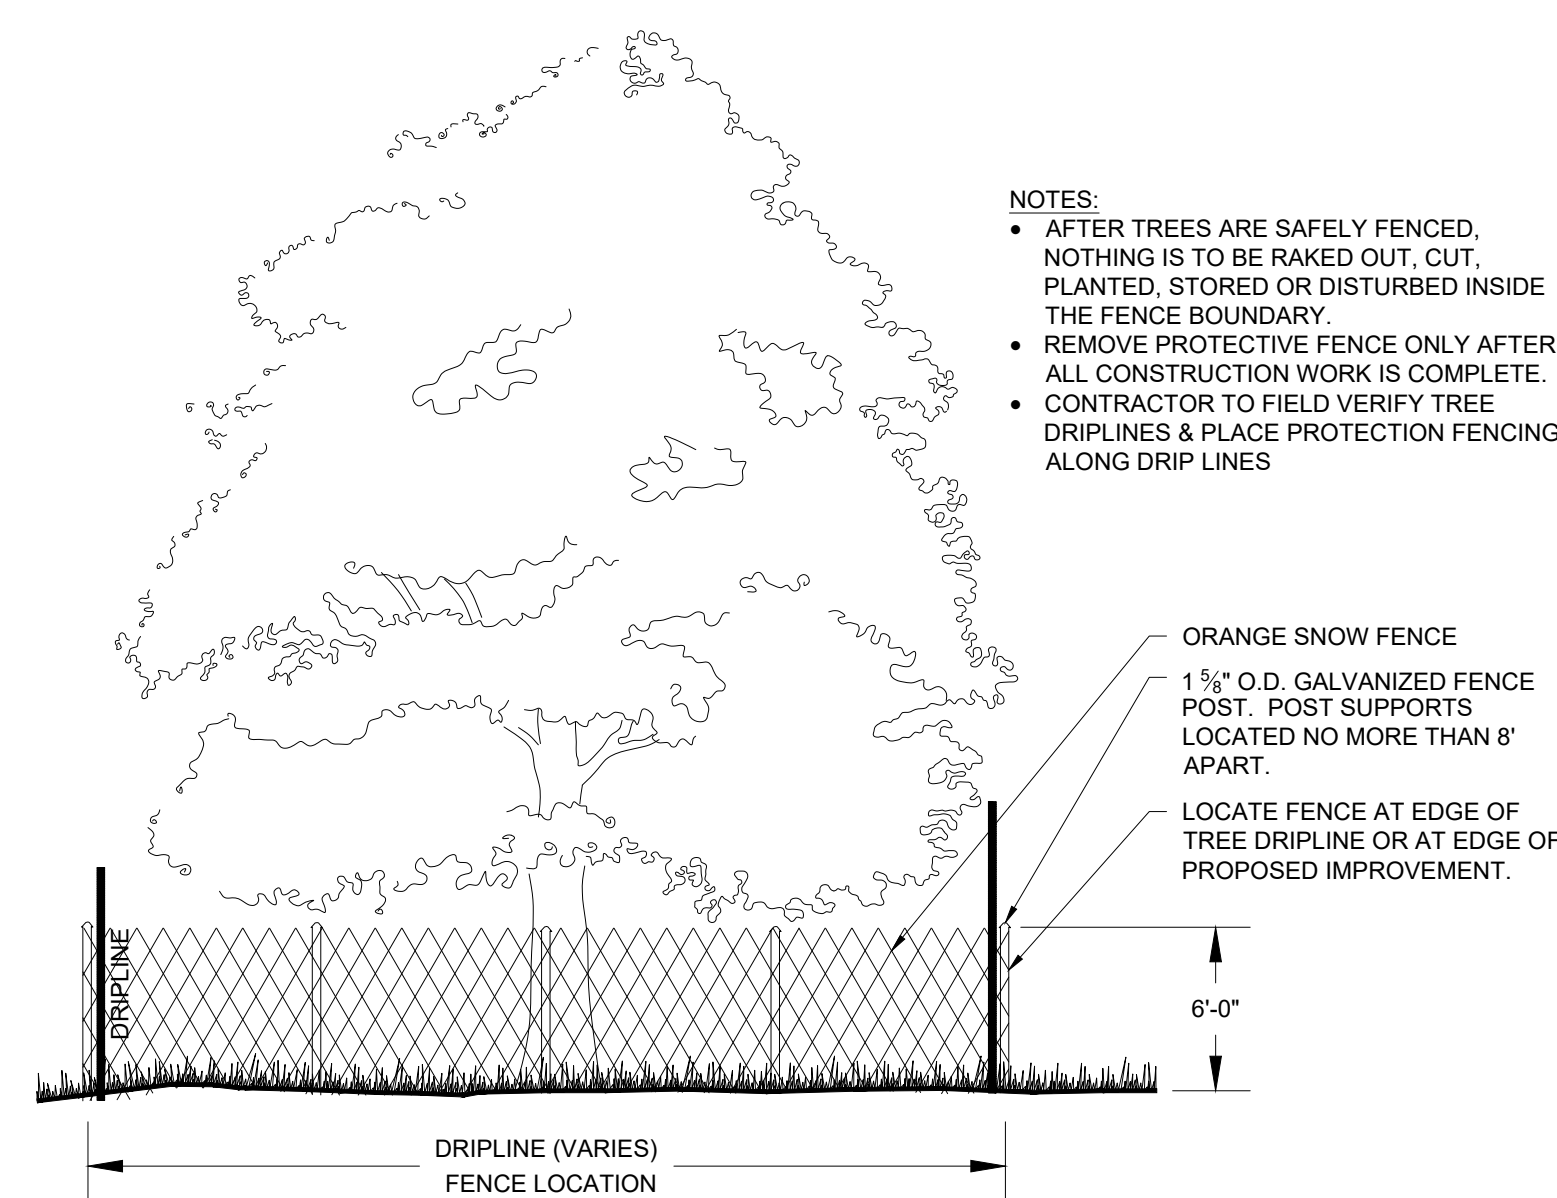 NOTES:
• AFTER TREES ARE SAFELY FENCED,
NOTHING IS TO BE RAKED OUT, CUT,
PLANTED, STORED OR DISTURBED INSIDE
THE FENCE BOUNDARY.
• REMOVE PROTECTIVE FENCE ONLY AFTER
ALL CONSTRUCTION WORK IS COMPLETE.
• CONTRACTOR TO FIELD VERIFY TREE
DRIPLINES & PLACE PROTECTION FENCING
ALONG DRIP LINES
ORANGE SNOW FENCE
1 ⅝" O.D. GALVANIZED FENCE
POST. POST SUPPORTS
LOCATED NO MORE THAN 8'
APART.
LOCATE FENCE AT EDGE OF
TREE DRIPLINE OR AT EDGE OF
PROPOSED IMPROVEMENT.
DRIPLINE
6'-0"
DRIPLINE (VARIES)
FENCE LOCATION